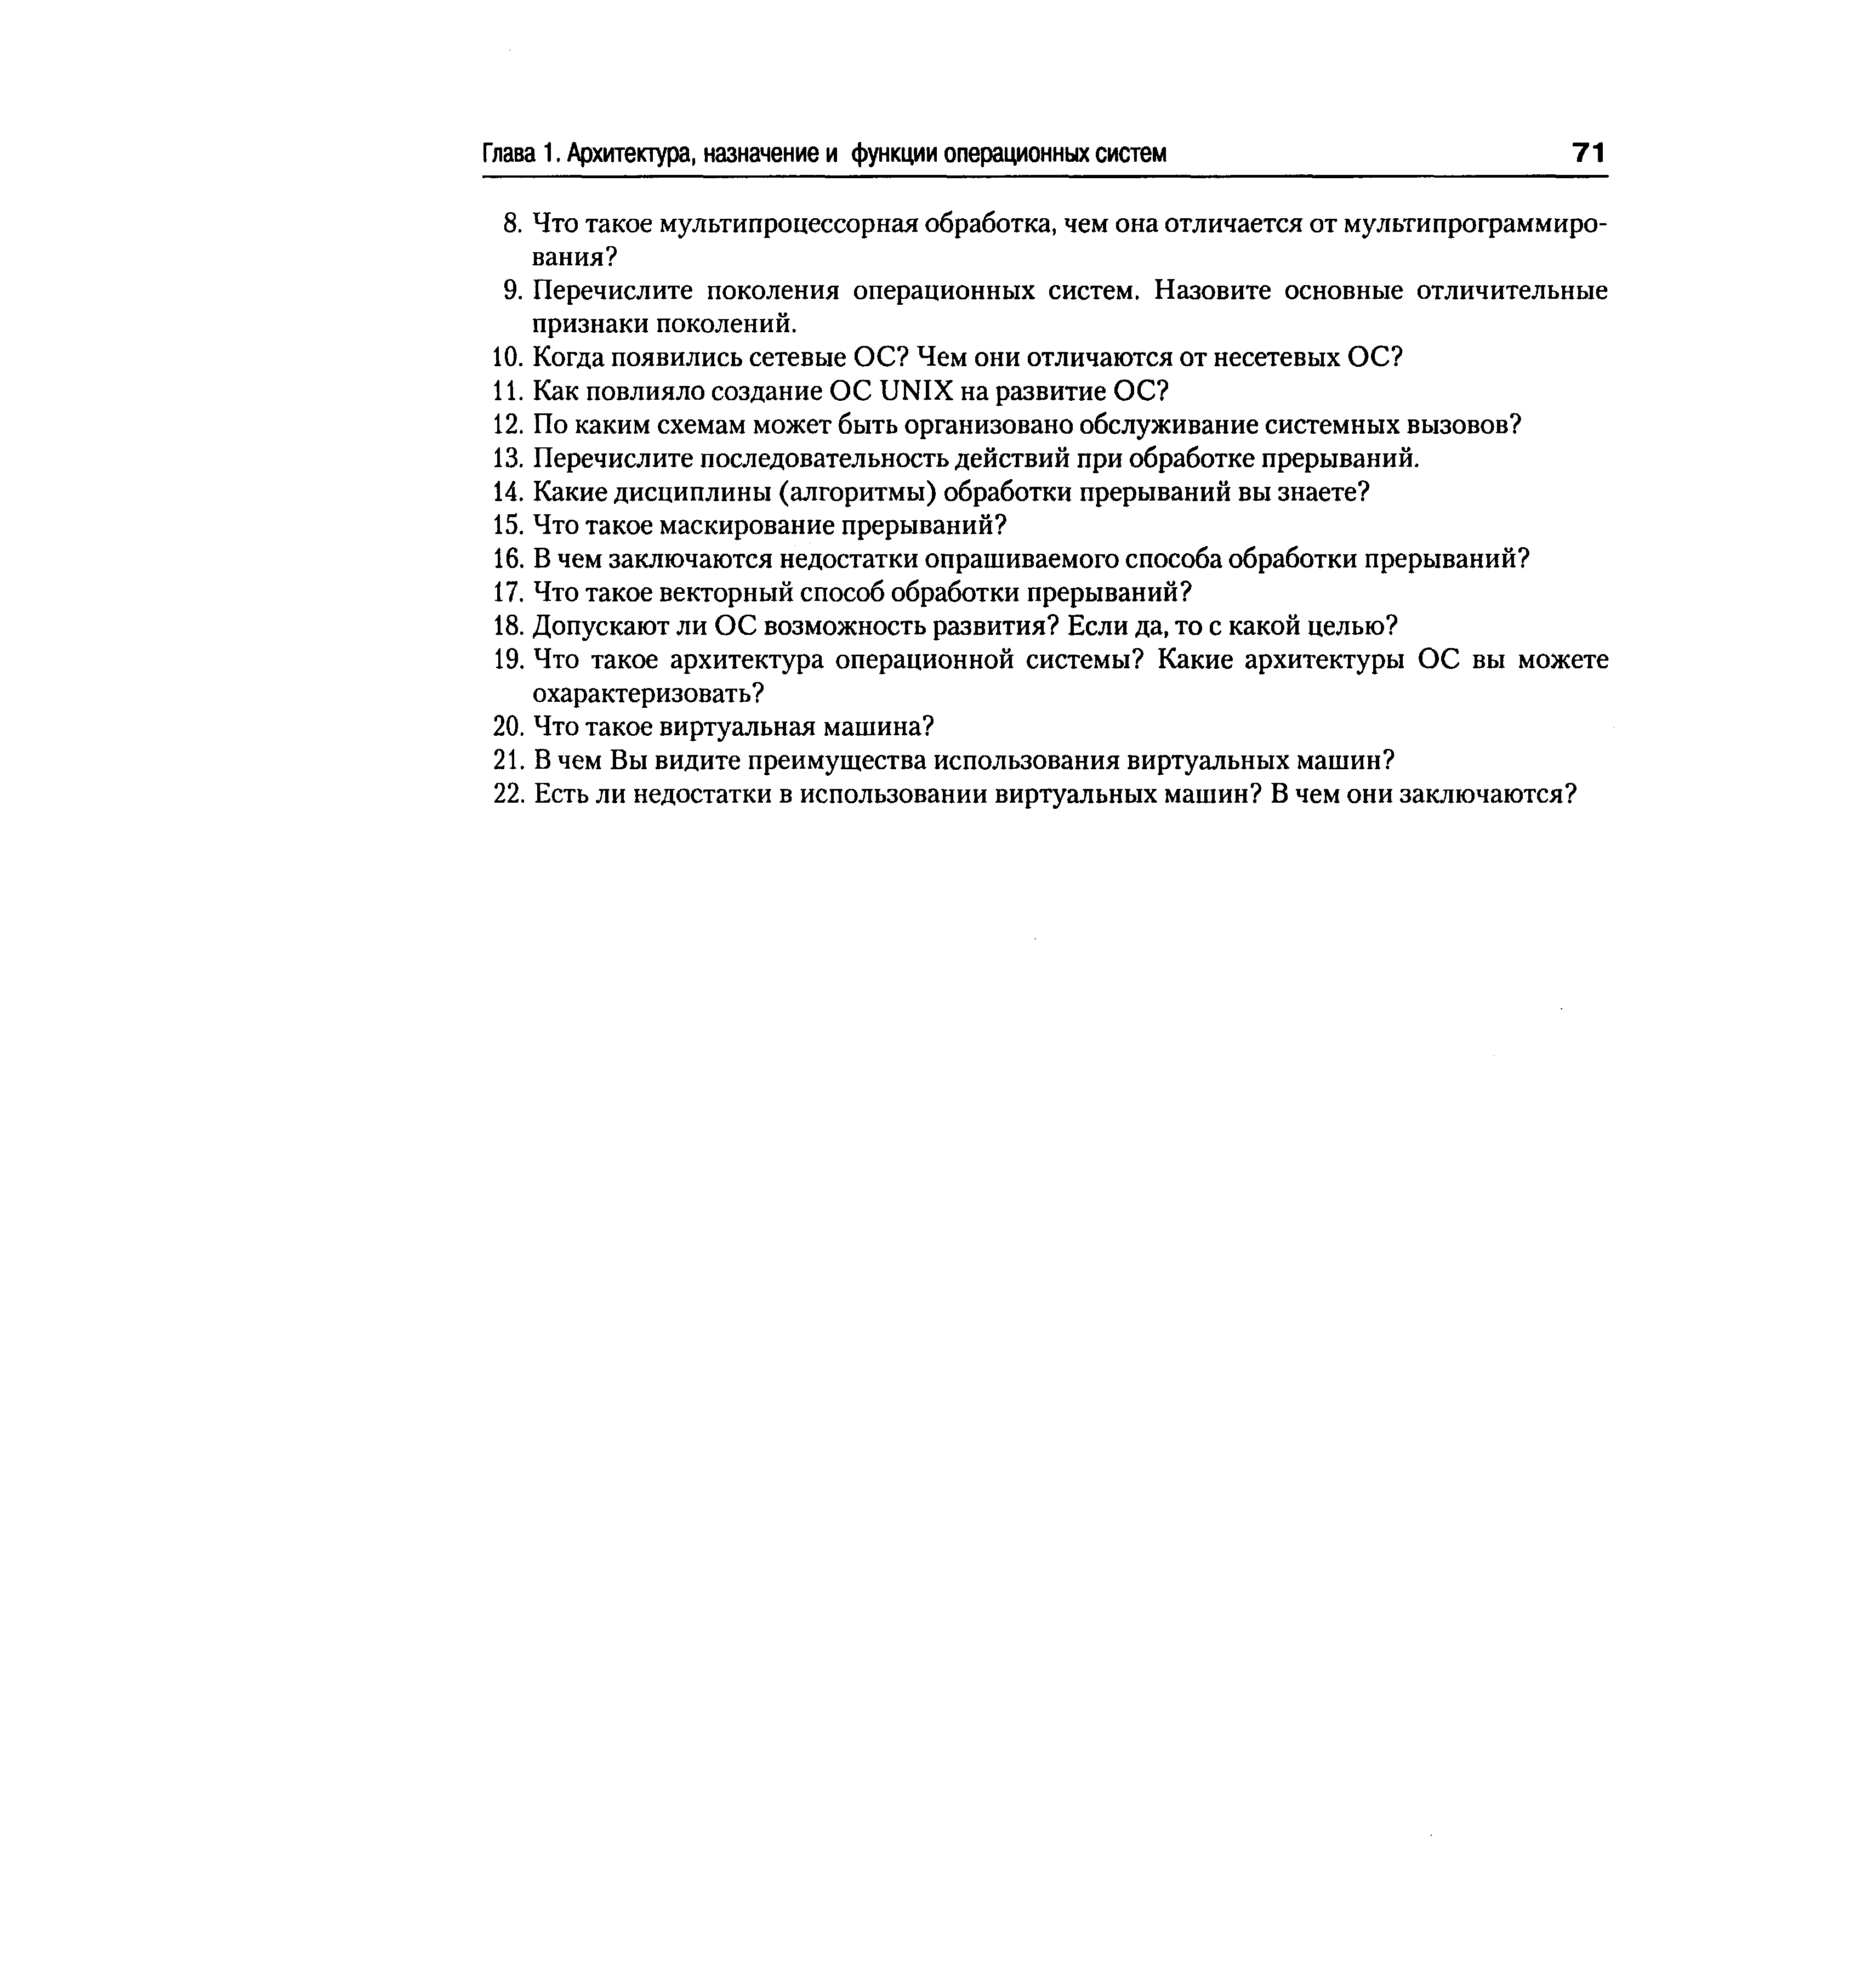 Глава 1. Архитектура, назначение и функции операционных систем 71
8. Что такое мультипроцессорная обработка, чем она отличается от мультипрограммиро-
вания?
9. Перечислите поколения операционных систем. Назовите основные отличительные
признаки поколений.
10. Когда появились сетевые ОС? Чем они отличаются от несетевых ОС?
11. Как повлияло создание ОС UNIX на развитие ОС?
12. По каким схемам может быть организовано обслуживание системных вызовов?
13. Перечислите последовательность действий при обработке прерываний.
14. Какие дисциплины (алгоритмы) обработки прерываний вы знаете?
15. Что такое маскирование прерываний?
16. В чем заключаются недостатки опрашиваемого способа обработки прерываний?
17. Что такое векторный способ обработки прерываний?
18. Допускают ли ОС возможность развития? Если да, то с какой целью?
19. Что такое архитектура операционной системы? Какие архитектуры ОС вы можете
охарактеризовать?
20. Что такое виртуальная машина?
21. В чем Вы видите преимущества использования виртуальных машин?
22. Есть ли недостатки в использовании виртуальных машин? В чем они заключаются?